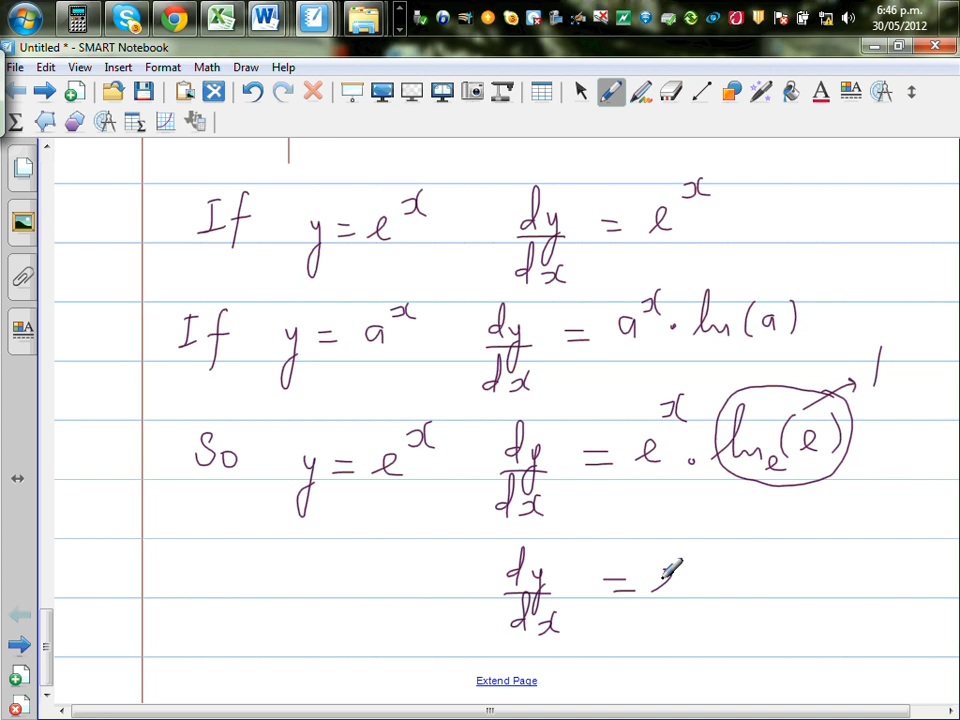 6:46 p.m.
30/05/2012
Untitled * - SMART Notebook
File Edit View Insert Format Math Draw Help
If y = e^x dy/dx = e^x
If y = a^x dy/dx = a^x · ln(a)
So y = e^x dy/dx = e^x · ln_e(e) → 1
dy/dx =
Extend Page